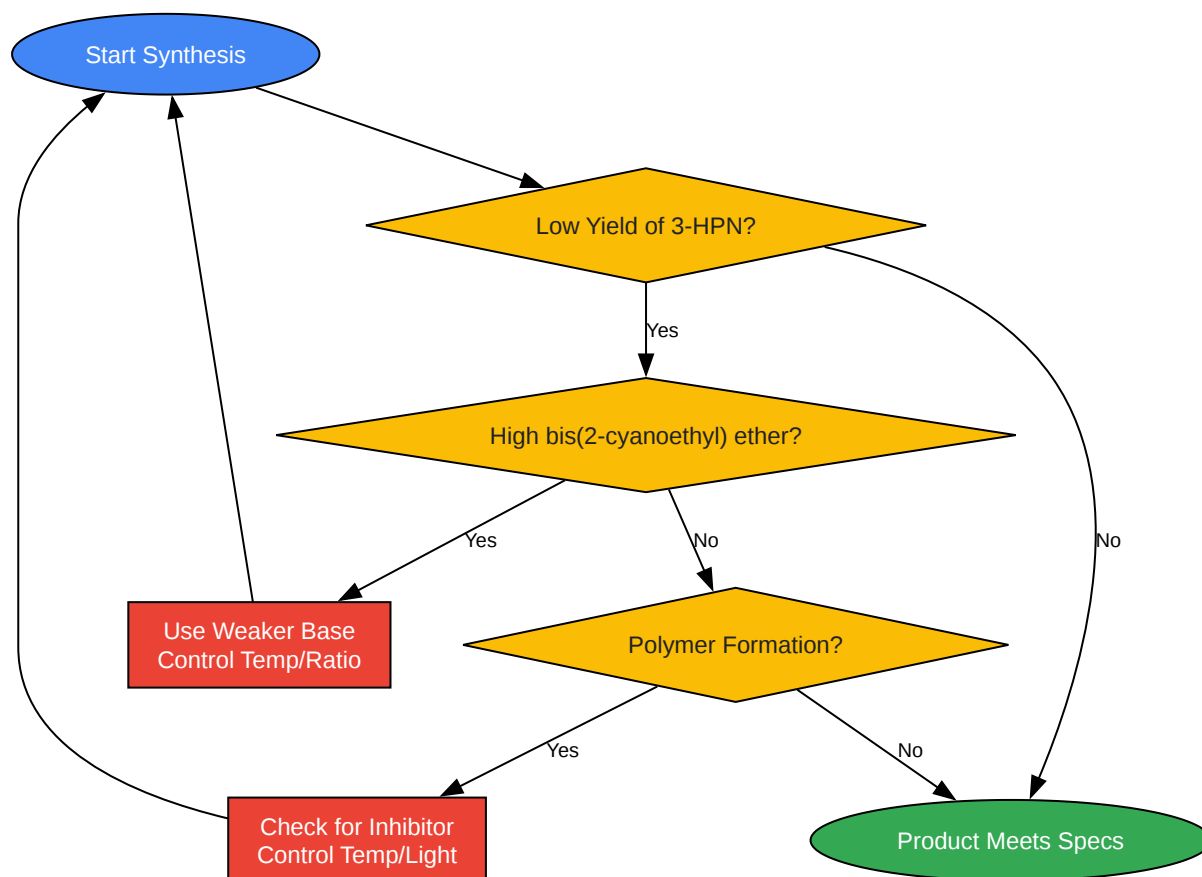 Start Synthesis
Low Yield of 3-HPN?
Yes
High bis(2-cyanoethyl) ether?
Yes
No
No
Use Weaker Base
Control Temp/Ratio
Polymer Formation?
Yes
No
Check for Inhibitor
Control Temp/Light
Product Meets Specs